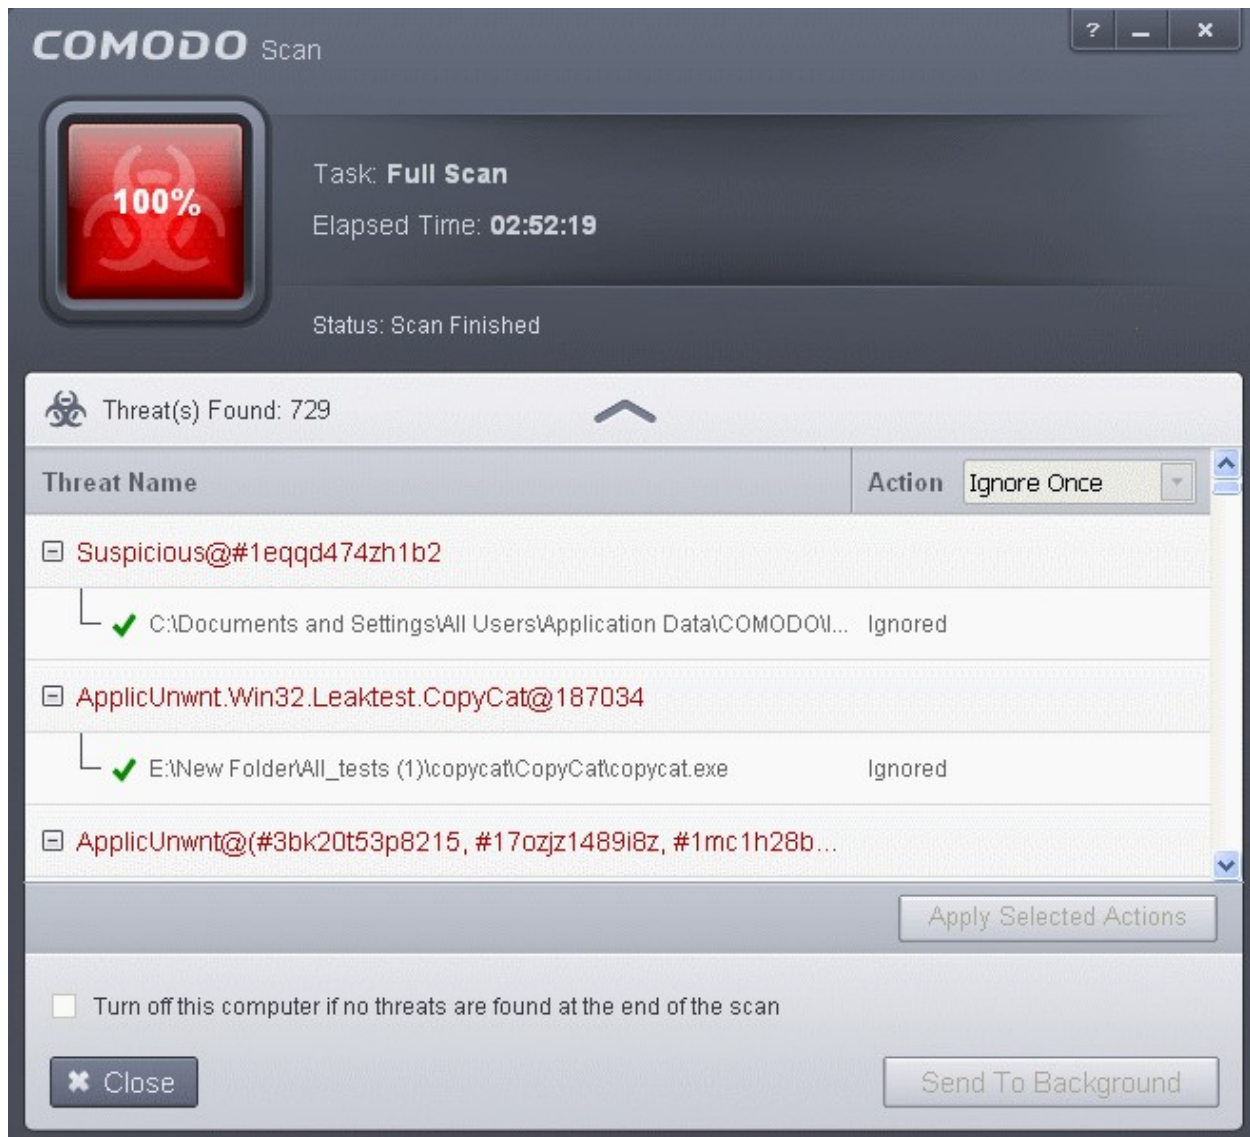 COMODO Scan
?
100%
Task: Full Scan
Elapsed Time: 02:52:19
Status: Scan Finished
Threat(s) Found: 729
Threat Name Action Ignore Once
Suspicious@#1eqqd474zh1b2
C:\Documents and Settings\All Users\Application Data\COMODO\I... Ignored
ApplicUnwnt.Win32.Leaktest.CopyCat@187034
E:\New Folder\All_tests (1)\copycat\CopyCat\copycat.exe Ignored
ApplicUnwnt@(#3bk20t53p8215, #17ozjz1489i8z, #1mc1h28b...
Apply Selected Actions
Turn off this computer if no threats are found at the end of the scan
Close Send To Background